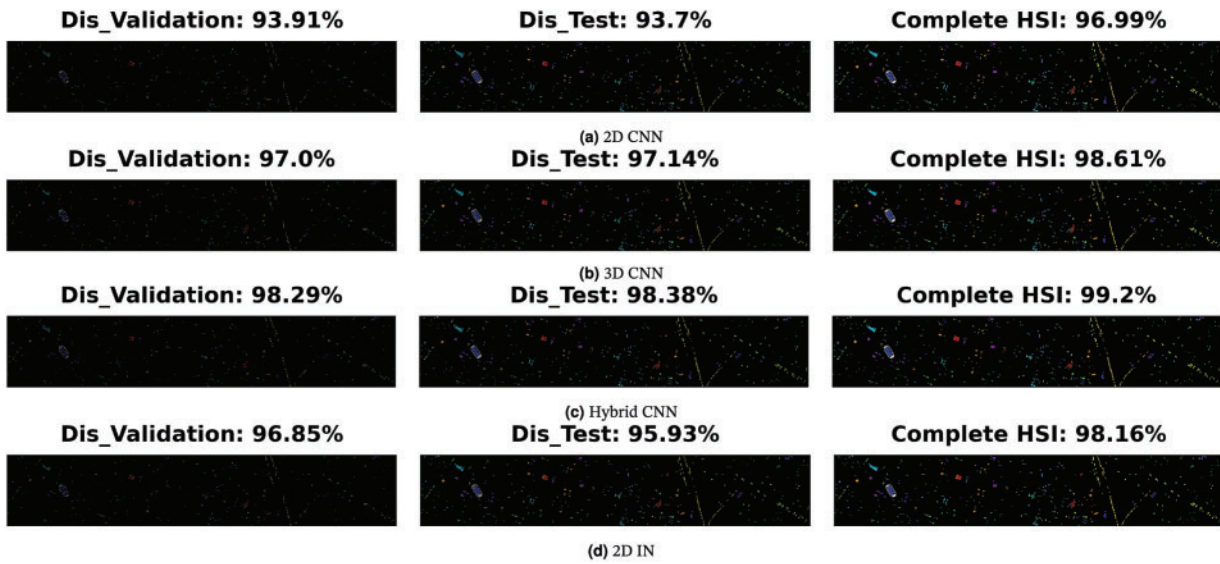 Dis_Validation: 93.91% Dis_Test: 93.7% Complete HSI: 96.99%
(a) 2D CNN
Dis_Validation: 97.0% Dis_Test: 97.14% Complete HSI: 98.61%
(b) 3D CNN
Dis_Validation: 98.29% Dis_Test: 98.38% Complete HSI: 99.2%
(c) Hybrid CNN
Dis_Validation: 96.85% Dis_Test: 95.93% Complete HSI: 98.16%
(d) 2D IN